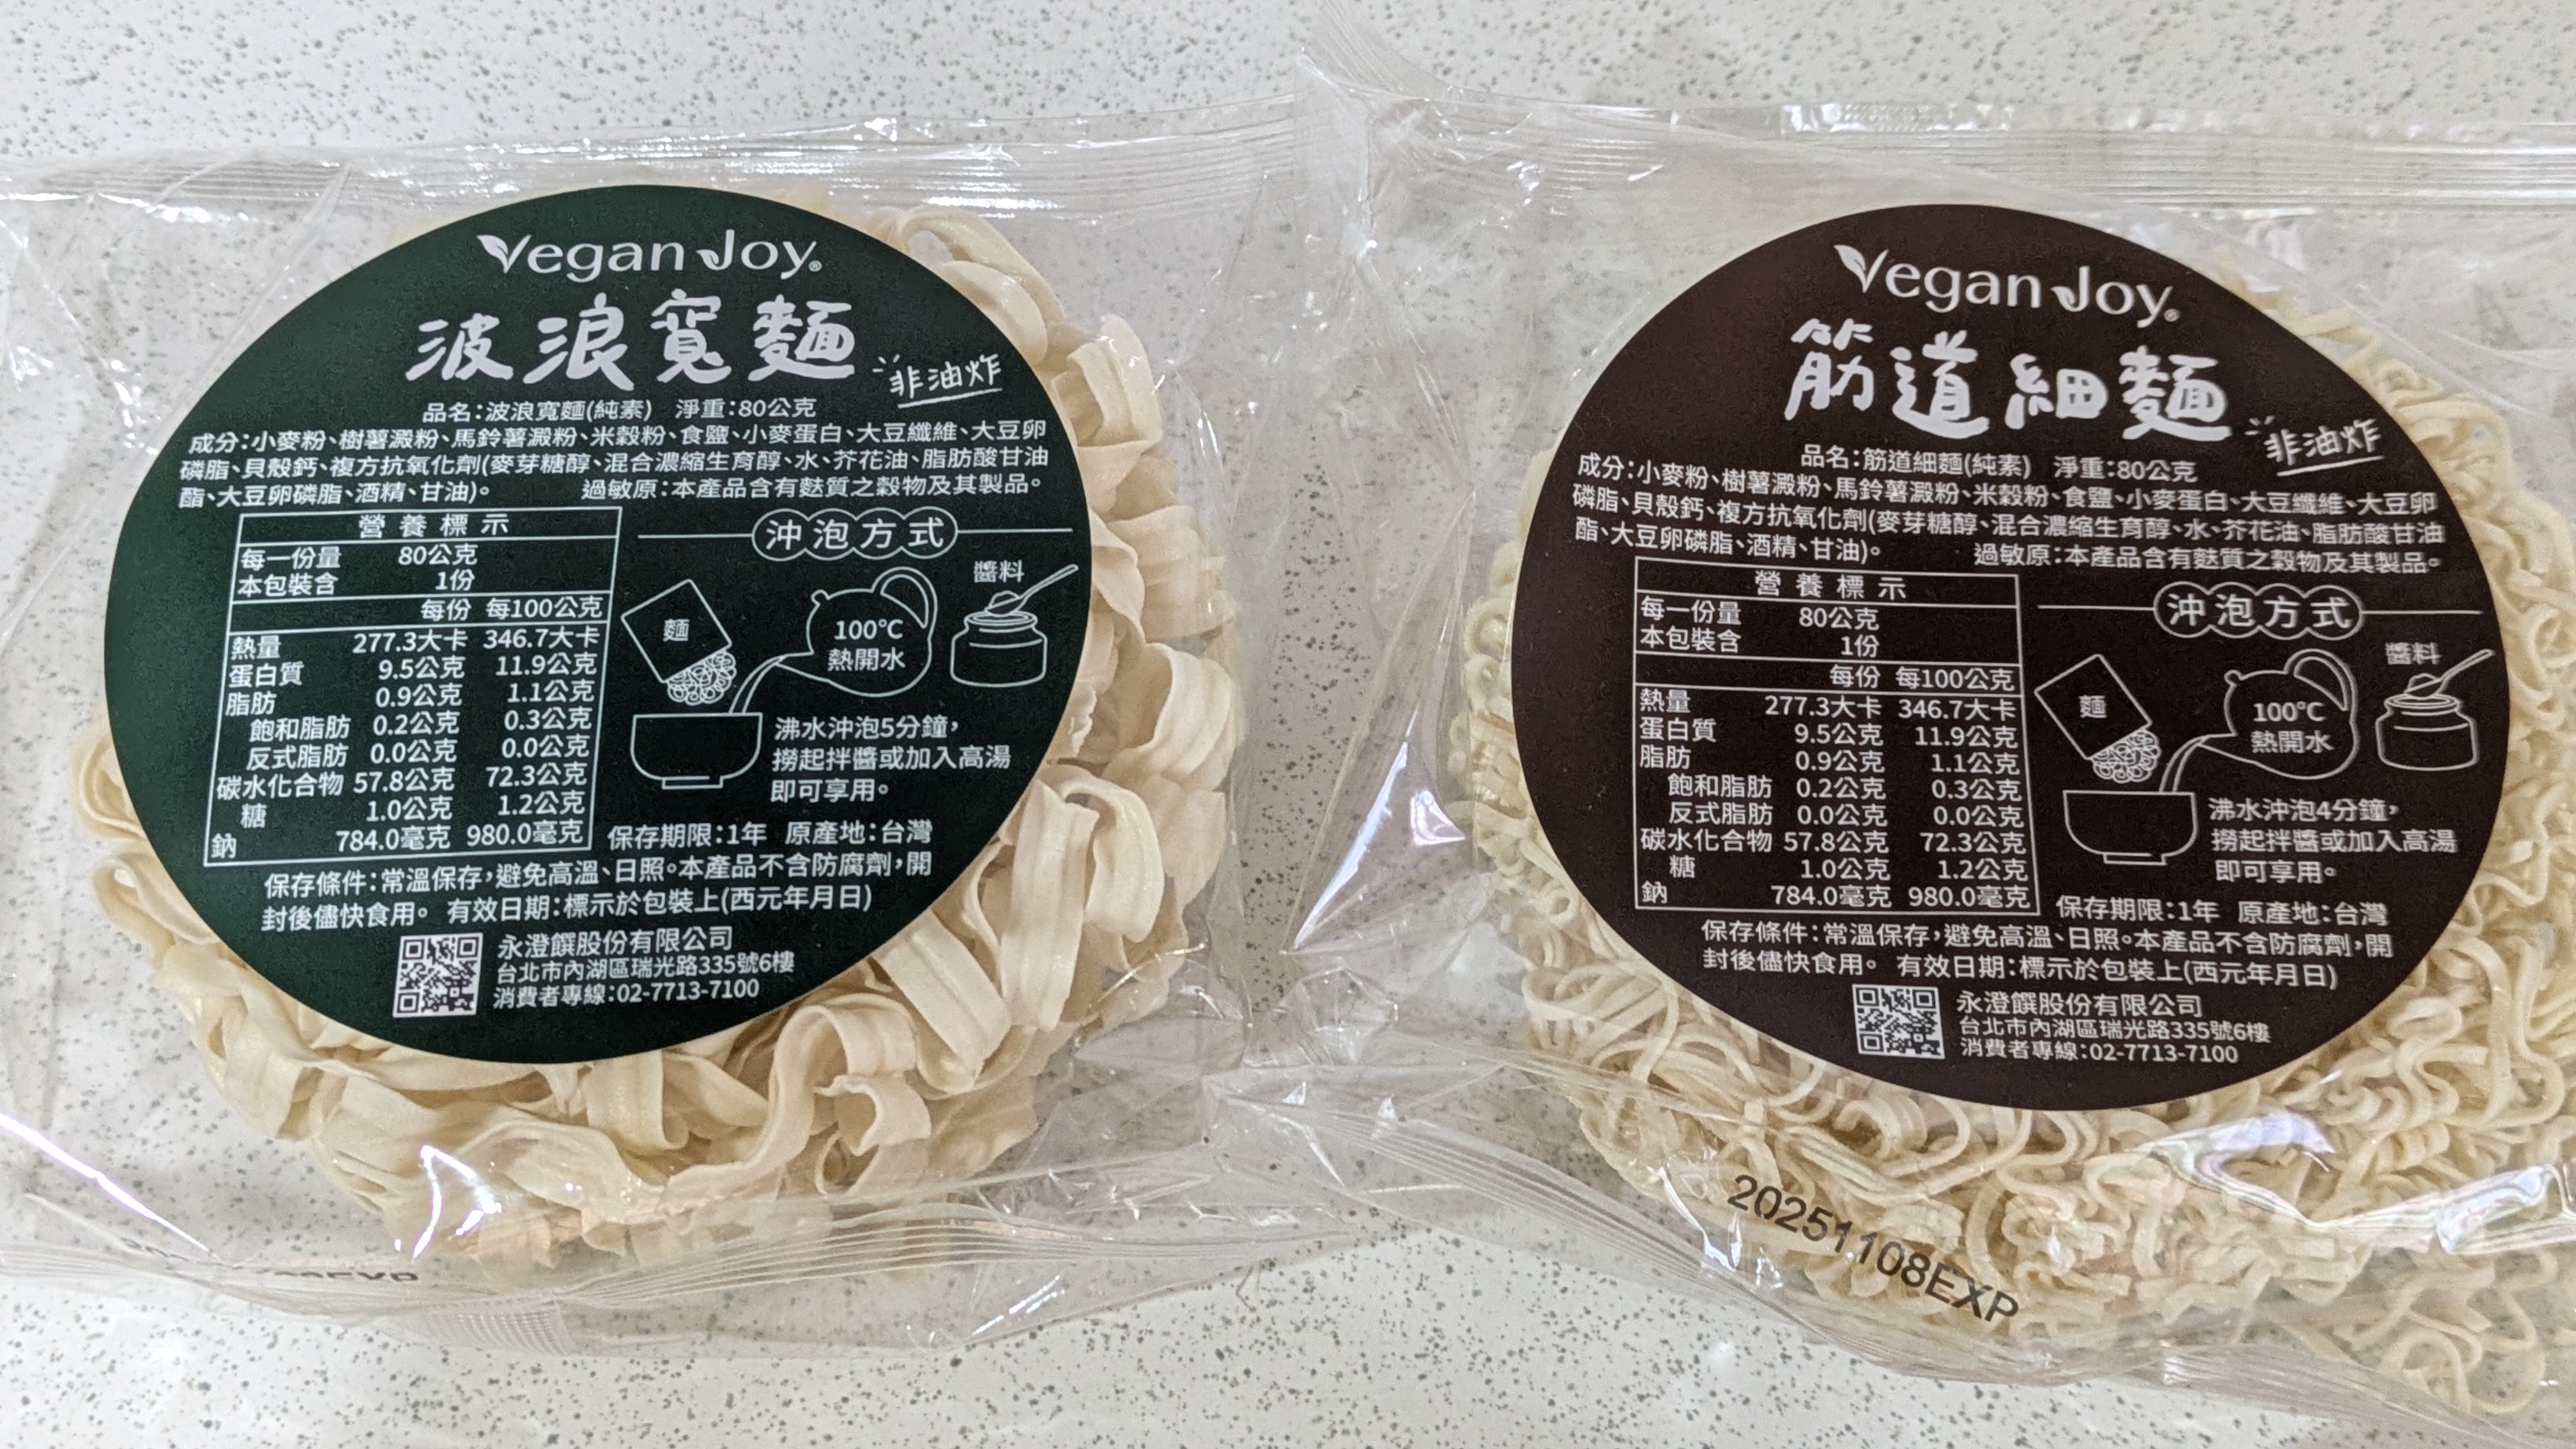 Vegan Joy®
波浪寬麵
非油炸
品名:波浪寬麵(純素) 淨重:80公克
成分:小麥粉、樹薯澱粉、馬鈴薯澱粉、米穀粉、食鹽、小麥蛋白、大豆纖維、大豆卵
磷脂、貝殼鈣、複方抗氧化劑(麥芽糖醇、混合濃縮生育醇、水、芥花油、脂肪酸甘油
酯、大豆卵磷脂、酒精、甘油)。 過敏原:本產品含有麩質之穀物及其製品。
營養標示
每一份量 80公克
本包裝含 1份
每份 每100公克
熱量 277.3大卡 346.7大卡
蛋白質 9.5公克 11.9公克
脂肪 0.9公克 1.1公克
飽和脂肪 0.2公克 0.3公克
反式脂肪 0.0公克 0.0公克
碳水化合物 57.8公克 72.3公克
糖 1.0公克 1.2公克
鈉 784.0毫克 980.0毫克
沖泡方式
麵
100°C
熱開水
醬料
沸水沖泡5分鐘,
撈起拌醬或加入高湯
即可享用。
保存期限:1年 原產地:台灣
保存條件:常溫保存,避免高溫、日照。本產品不含防腐劑,開
封後儘快食用。 有效日期:標示於包裝上(西元年月日)
永澄饌股份有限公司
台北市內湖區瑞光路335號6樓
消費者專線:02-7713-7100
Vegan Joy®
筋道細麵
非油炸
品名:筋道細麵(純素) 淨重:80公克
成分:小麥粉、樹薯澱粉、馬鈴薯澱粉、米穀粉、食鹽、小麥蛋白、大豆纖維、大豆卵
磷脂、貝殼鈣、複方抗氧化劑(麥芽糖醇、混合濃縮生育醇、水、芥花油、脂肪酸甘油
酯、大豆卵磷脂、酒精、甘油)。 過敏原:本產品含有麩質之穀物及其製品。
營養標示
每一份量 80公克
本包裝含 1份
每份 每100公克
熱量 277.3大卡 346.7大卡
蛋白質 9.5公克 11.9公克
脂肪 0.9公克 1.1公克
飽和脂肪 0.2公克 0.3公克
反式脂肪 0.0公克 0.0公克
碳水化合物 57.8公克 72.3公克
糖 1.0公克 1.2公克
鈉 784.0毫克 980.0毫克
沖泡方式
麵
100°C
熱開水
醬料
沸水沖泡4分鐘,
撈起拌醬或加入高湯
即可享用。
保存期限:1年 原產地:台灣
保存條件:常溫保存,避免高溫、日照。本產品不含防腐劑,開
封後儘快食用。 有效日期:標示於包裝上(西元年月日)
永澄饌股份有限公司
台北市內湖區瑞光路335號6樓
消費者專線:02-7713-7100
20251108EXP